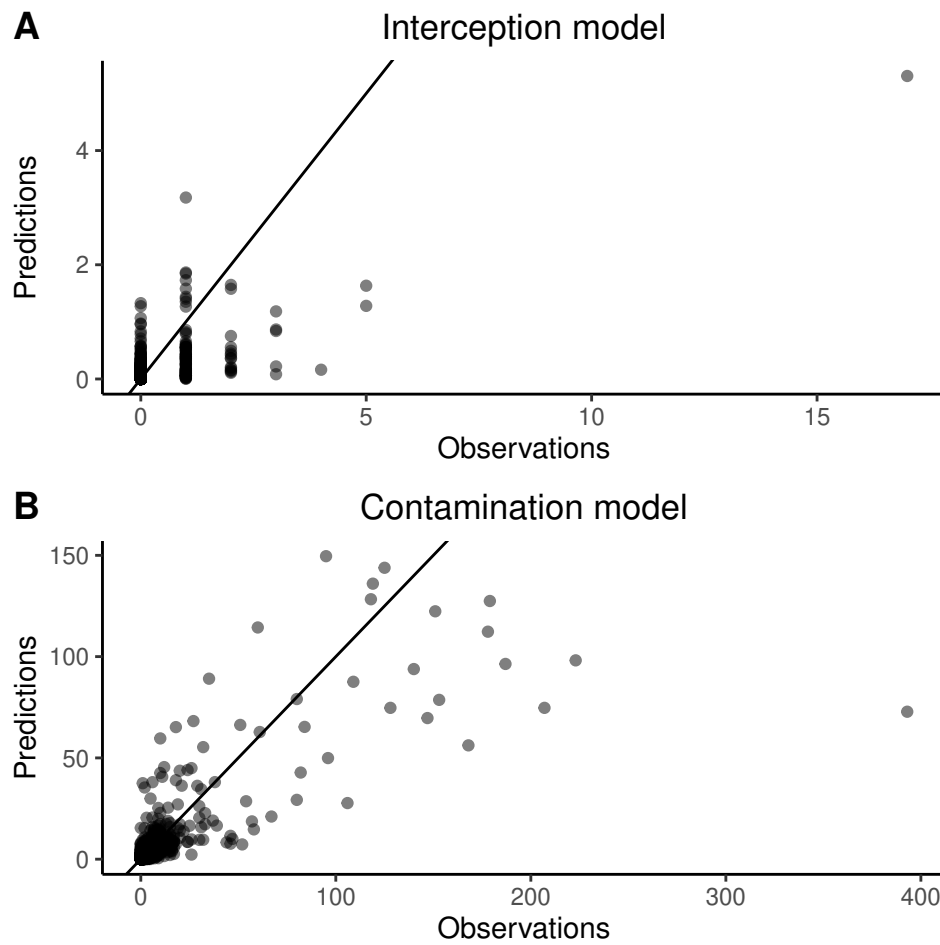 A
Interception model
Predictions
4
2
0
0 5 10 15
Observations
B
Contamination model
Predictions
150
100
50
0
0 100 200 300 400
Observations